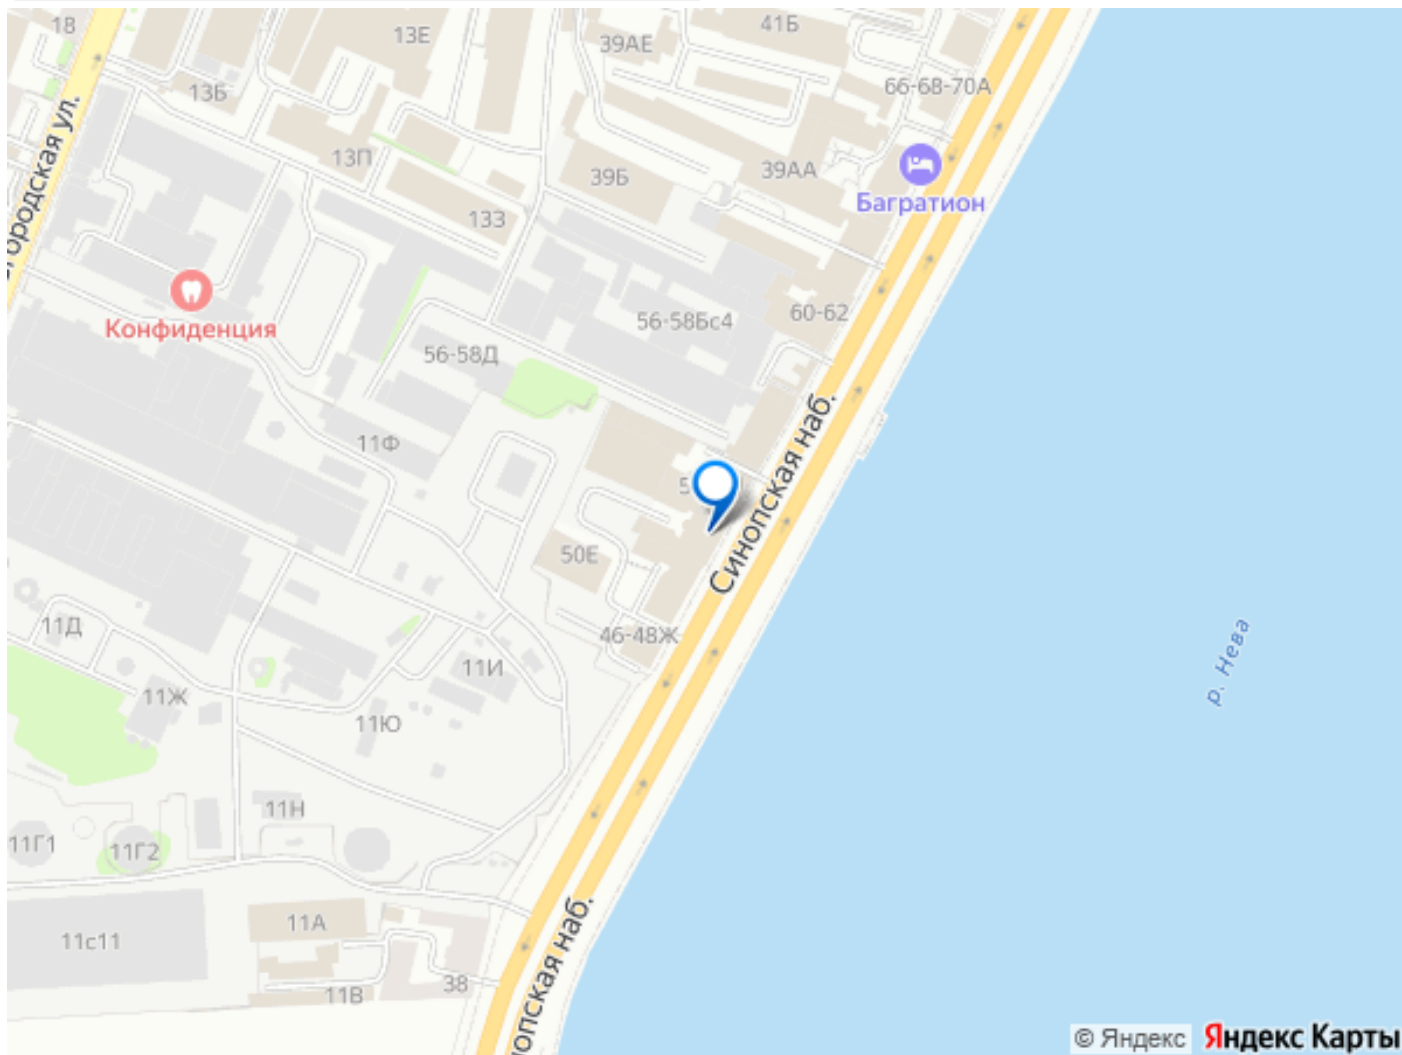 18
13Е
39АЕ
41Б
13Б
66-68-70А
13П
39Б
39АА
Багратион
133
городская ул.
Конфиденция
60-62
56-58Бс4
56-58Д
11Ф
Синопская наб.
50Е
11Д
46-48Ж
11И
11Ж
11Ю
р. Нева
11Н
11Г1
11Г2
11А
11с11
38
11В
нопская наб.
© Яндекс Яндекс Карты